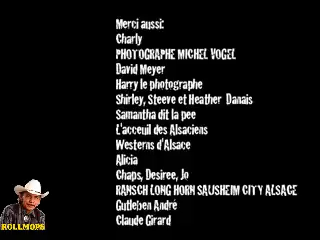 Merci aussi:
Charly
PHOTOGRAPHE MICHEL VOGEL
David Meyer
Harry le photographe
Shirley, Steeve et Heather Danais
Samantha dit la pee
L'acceuil des Alsaciens
Westerns d'Alsace
Alicia
Chaps, Desiree, Jo
RANSCH LONG HORN SAUSHEIM CITY ALSACE
Gutleben André
Claude Girard
ROLLMOPS